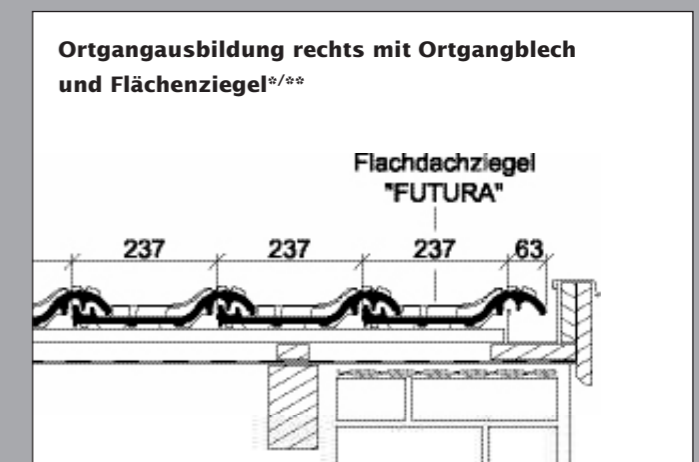 Ortgangausbildung rechts mit Ortgangblech
und Flächenziegel*/**
Flachdachziegel
"FUTURA"
237 237 237 63